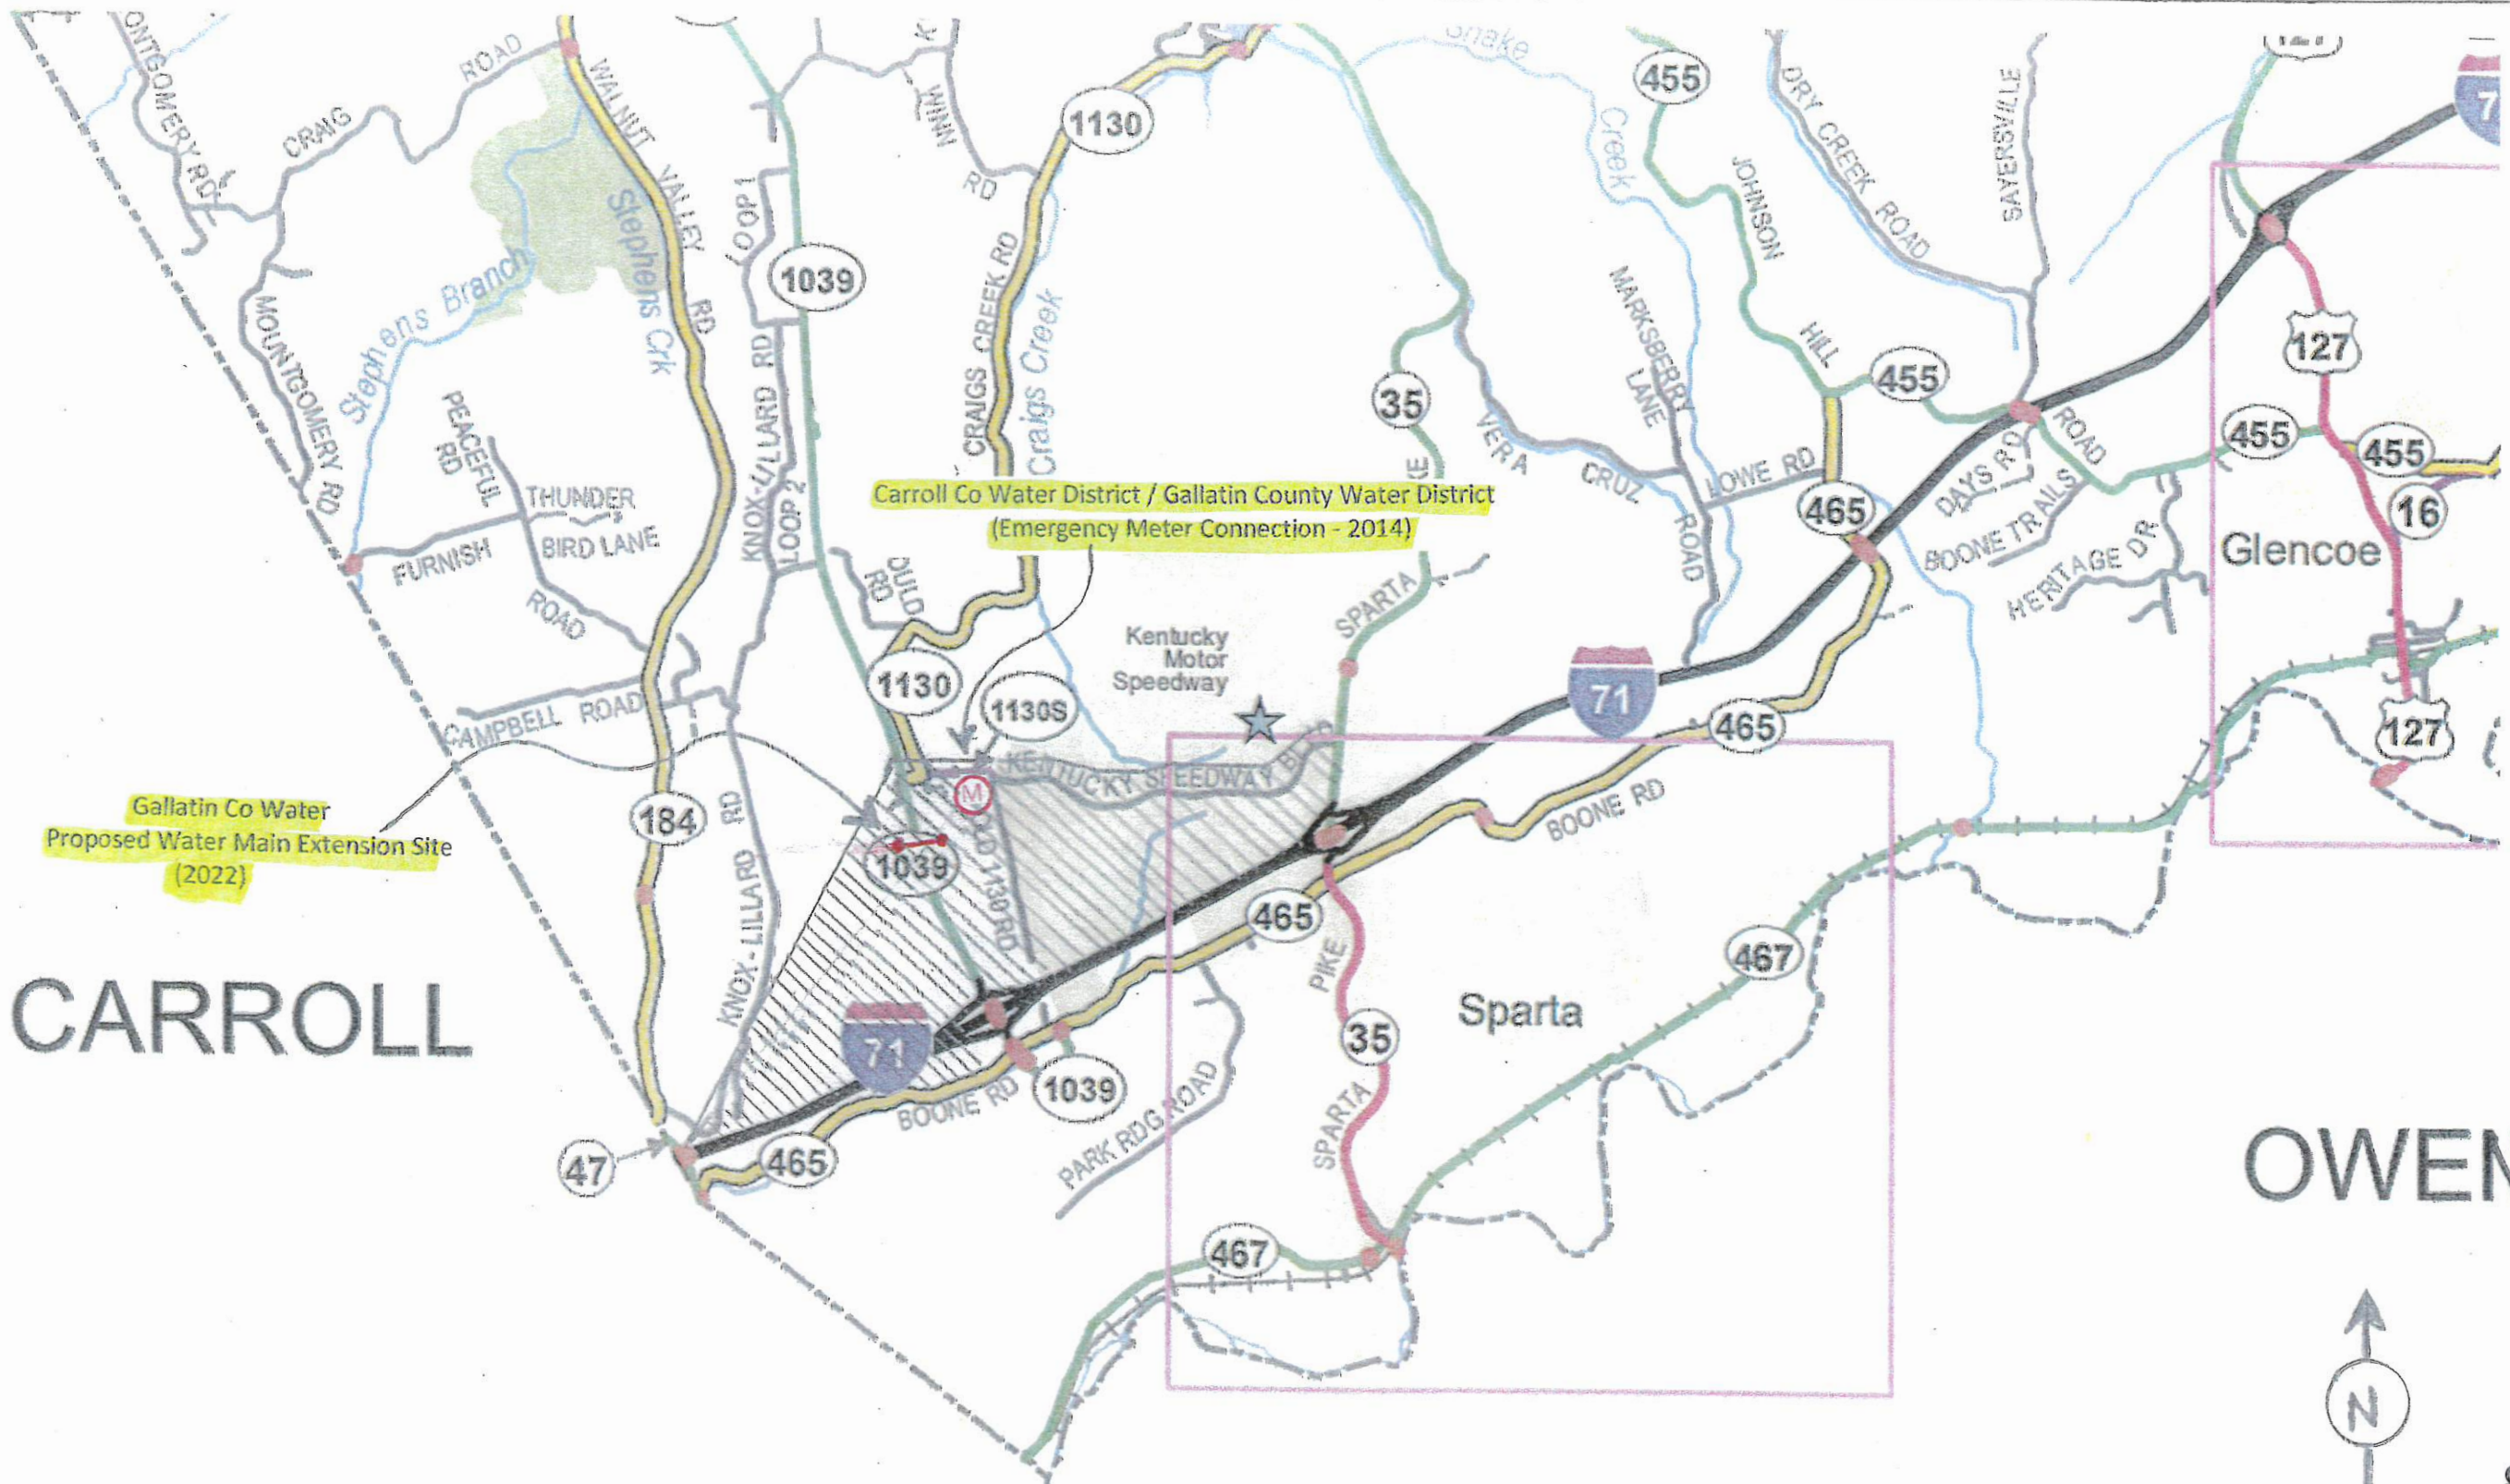 CRAIG
ROAD
WALNUT VALLEY RD
WINN
RD
1130
Snake
Creek
455
DRY CREEK ROAD
SAYERSVILLE
JOHNSON
HILL
Stephens Branch
Stephens Crk
LOOP 1
1039
CRAIGS CREEK RD
Craigs Creek
MOUNTGOMERY RD
PEACEFUL
RD
THUNDER
BIRD LANE
FURNISH
ROAD
KNOX-LILLARD RD
LOOP 2
35
VERA
CRUZ
ROAD
MARKSBERRY
LANE
LOWE RD
455
465
127
455
455
16
ROAD
DAYS RD
BOONE TRAILS
HERITAGE DR
Glencoe
Carroll Co Water District / Gallatin County Water District
(Emergency Meter Connection - 2014)
RD
SPARTA
Kentucky
Motor
Speedway
1130
1130S
71
465
127
CAMPBELL ROAD
KENTUCKY SPEEDWAY
M
Gallatin Co Water
Proposed Water Main Extension Site
(2022)
184
1039
OLD 1130 RD
BOONE RD
KNOX-LILLARD RD
465
467
PIKE
Sparta
CARROLL
71
35
1039
BOONE RD
PARK RDG ROAD
SPARTA
47
465
OWEN
467
N